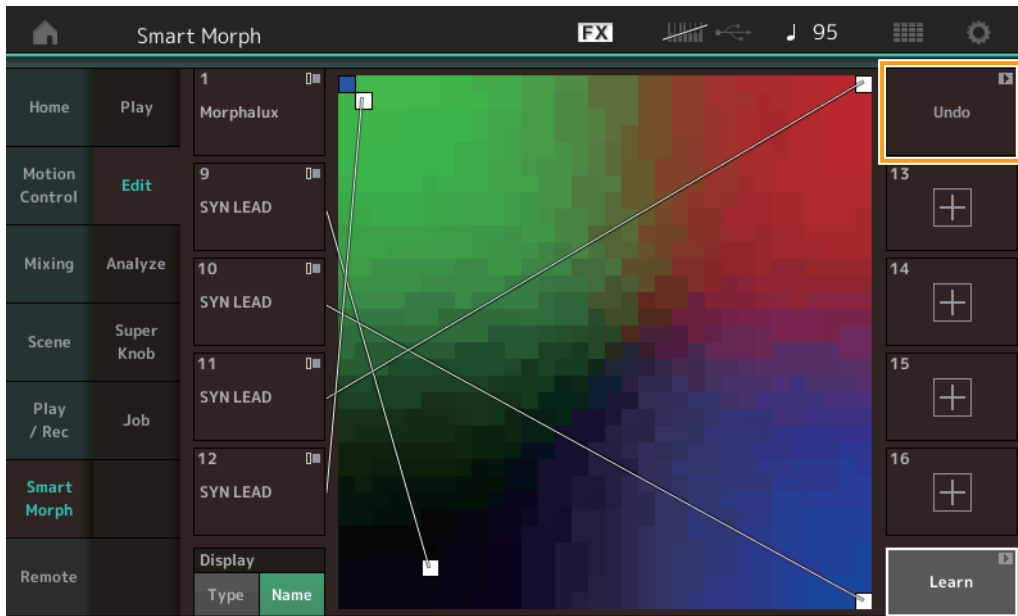 Smart Morph
FX
95
Home
Motion
Control
Mixing
Scene
Play
/ Rec
Smart
Morph
Remote
Play
Edit
Analyze
Super
Knob
Job
1
Morphalux
9
SYN LEAD
10
SYN LEAD
11
SYN LEAD
12
SYN LEAD
Display
Type
Name
Undo
13
14
15
16
Learn